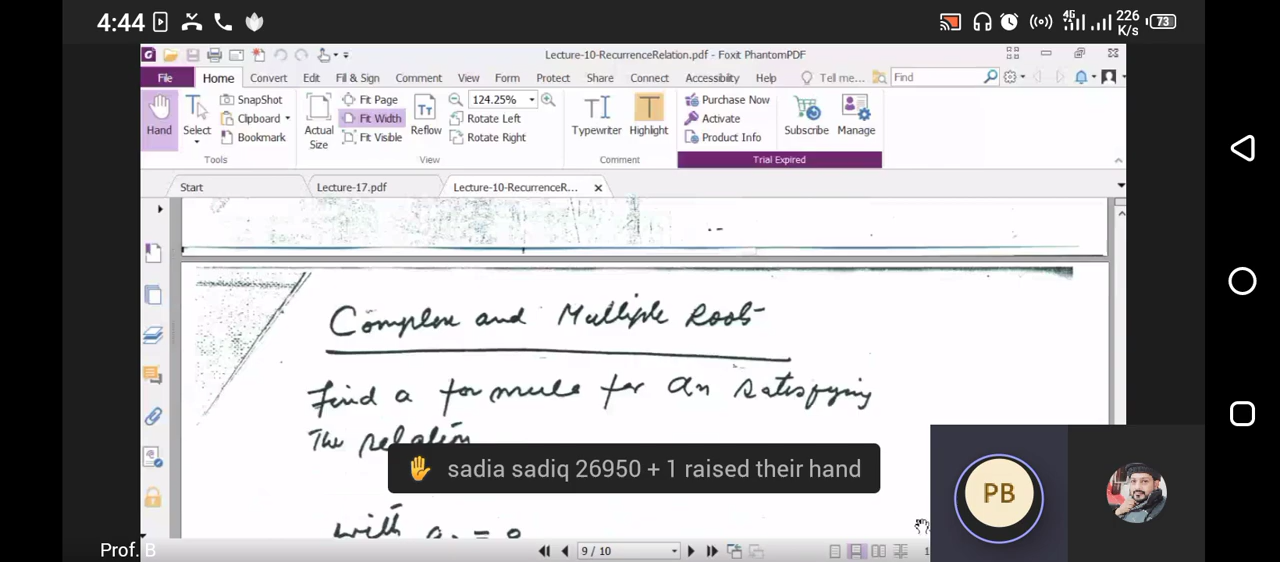 4:44
4G
226
K/s
73
Lecture-10-RecurrenceRelation.pdf - Foxit PhantomPDF
File Home Convert Edit Fill & Sign Comment View Form Protect Share Connect Accessibility Help Tell me... Find
Hand
Select
SnapShot
Clipboard
Bookmark
Tools
Actual
Size
Fit Page
Fit Width
Fit Visible
Reflow
124.25%
Rotate Left
Rotate Right
View
Typewriter
Highlight
Comment
Purchase Now
Activate
Product Info
Subscribe
Manage
Trial Expired
Start
Lecture-17.pdf
Lecture-10-RecurrenceR...
Complex and Multiple Roots
Find a formula for an satisfying
The relation
sadia sadiq 26950 + 1 raised their hand
with
PB
Prof. B
9 / 10